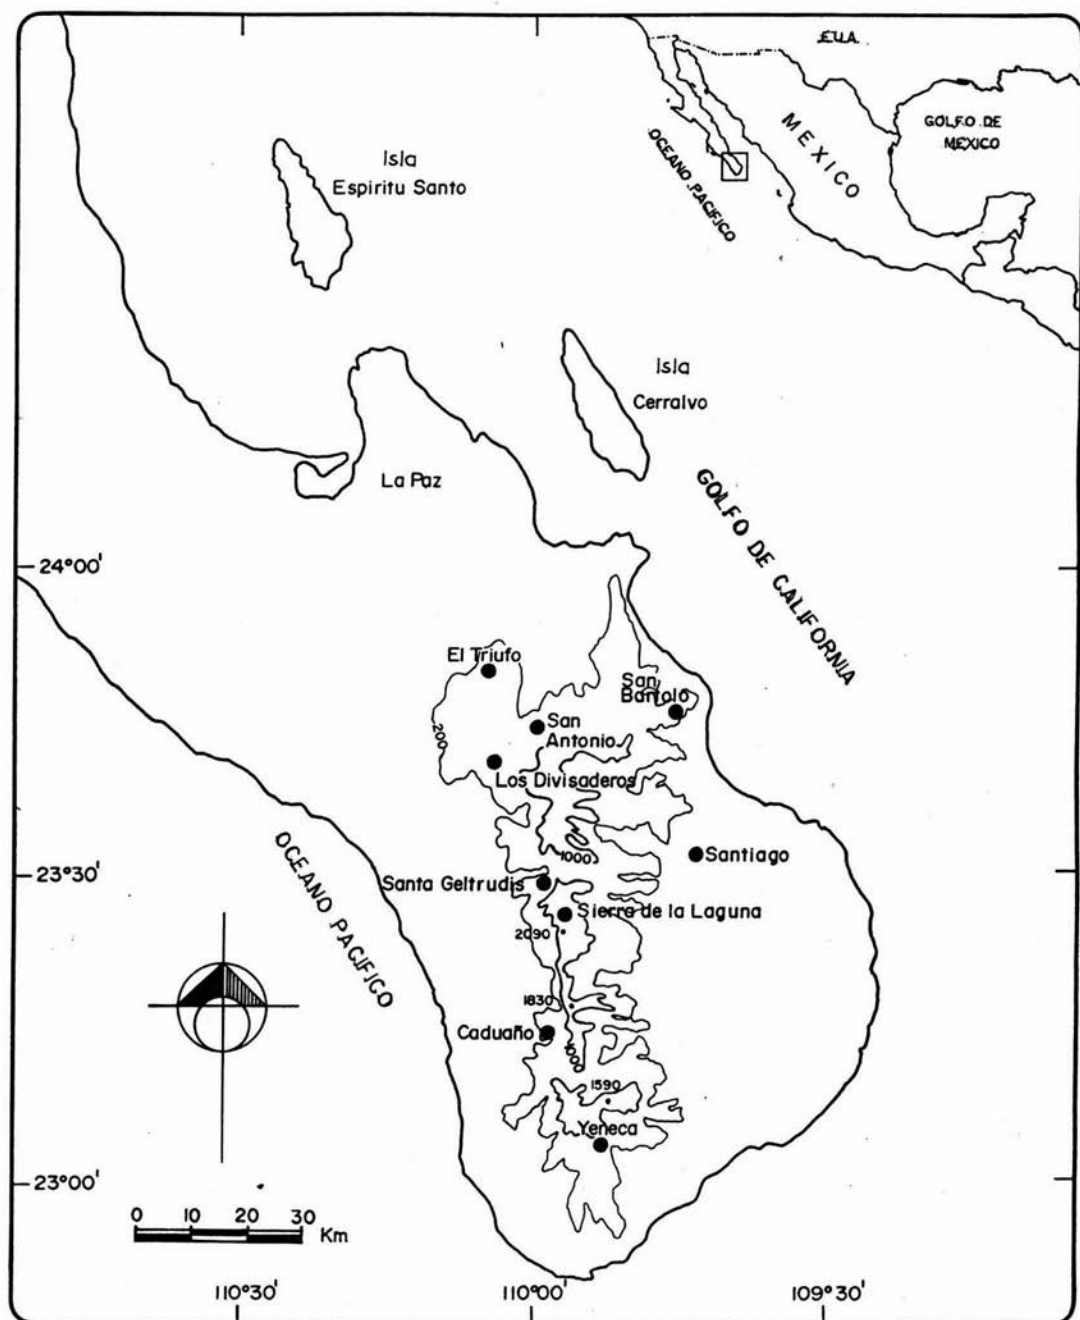 E.U.A.
MEXICO
GOLFO DE
MEXICO
OCEANO PACIFICO
Isla
Espiritu Santo
Isla
Cerralvo
La Paz
GOLFO DE CALIFORNIA
24°00'
El Triufo
San
Bartolo
200
San
Antonio
Los Divisaderos
OCEANO PACIFICO
1000
Santiago
23°30'
Santa Geltrudis
Sierra de la Laguna
2090
1830
Caduaño
1000
1590
Yeneca
23°00'
0 10 20 30
Km
110°30' 110°00' 109°30'